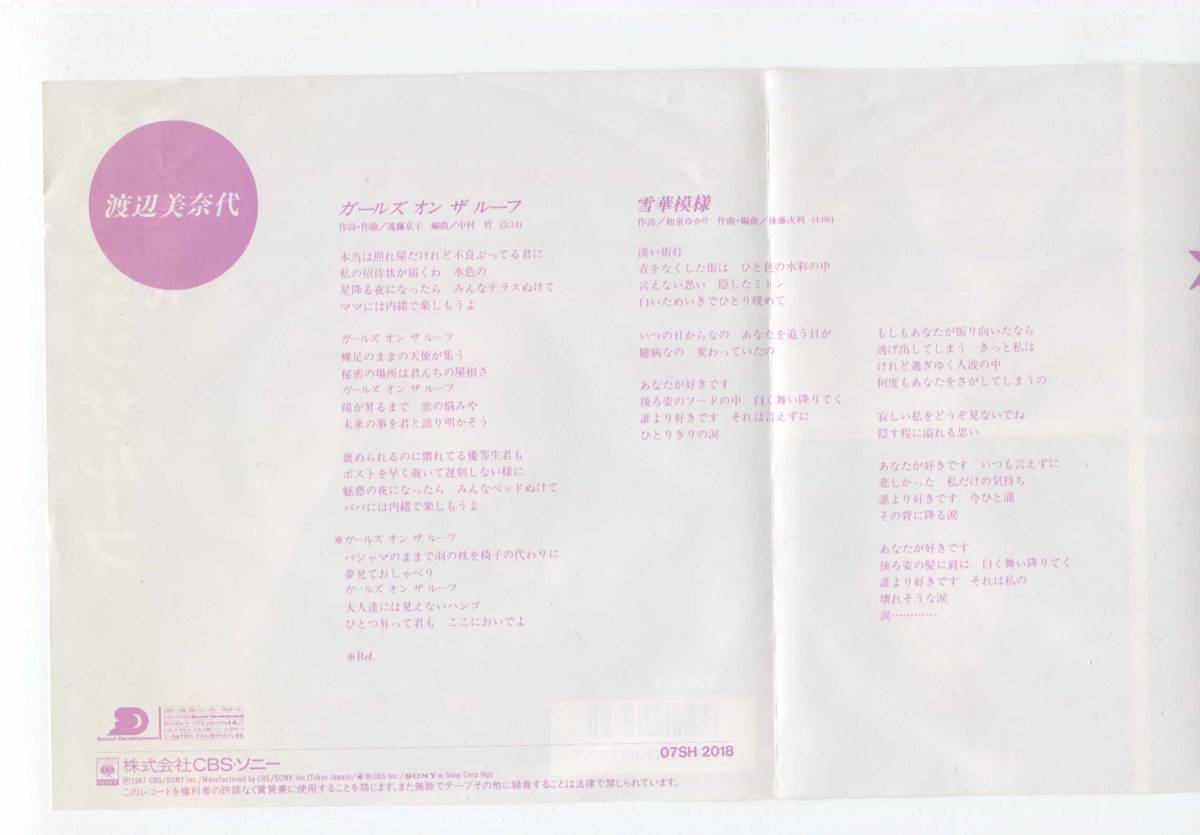 渡辺美奈代
ガールズ オン ザ ルーフ
作詩・作曲／遠藤京子 編曲／中村 哲 (3:34)
本当は照れ屋だけれど不良ぶってる君に
私の招待状が届くわ 水色の
星降る夜になったら みんなテラスぬけて
ママには内緒で楽しもうよ
ガールズ オン ザ ルーフ
裸足のままの天使が集う
秘密の場所は君んちの屋根さ
ガールズ オン ザ ルーフ
陽が昇るまで 恋の悩みや
未来の事を君と語り明かそう
褒められるのに慣れてる優等生君も
ポストを早く覗いて遅刻しない様に
魅惑の夜になったら みんなベッドぬけて
パパには内緒で楽しもうよ
※ガールズ オン ザ ルーフ
パジャマのままで羽の枕を椅子の代わりに
夢見ておしゃべり
ガールズ オン ザ ルーフ
大人達には見えないハシゴ
ひとつ昇って君も ここにおいでよ
※Ref.
雪華模様
作詩／和泉ゆかり 作曲・編曲／後藤次利 (4:06)
淡い街灯
音をなくした街は ひと色の水彩の中
言えない思い 隠したミトン
白いためいきでひとり暖めて
いつの日からなの あなたを追う目が
臆病なの 変わっていたの
あなたが好きです
後ろ姿のフードの中 白く舞い降りてく
誰より好きです それは言えずに
ひとりきりの涙
もしもあなたが振り向いたなら
逃げ出してしまう きっと私は
けれど過ぎゆく人波の中
何度もあなたをさがしてしまうの
寂しい私をどうぞ見ないでね
隠す程に溢れる思い
あなたが好きです いつも言えずに
悲しかった 私だけの気持ち
誰より好きです 今ひと滴
その背に降る涙
あなたが好きです
後ろ姿の髪に肩に 白く舞い降りてく
誰より好きです それは私の
壊れそうな涙
涙…………
Sound Development
07SH 2018
株式会社CBS・ソニー
Ⓟ1987 CBS/SONY Inc./Manufactured by CBS/SONY Inc.(Tokyo Japan)/ ®CBS Inc./SONY® Sony Corp.(kp)
このレコードを権利者の許諾なく賃貸業に使用することを禁じます。また無断でテープその他に録音することは法律で禁じられています。